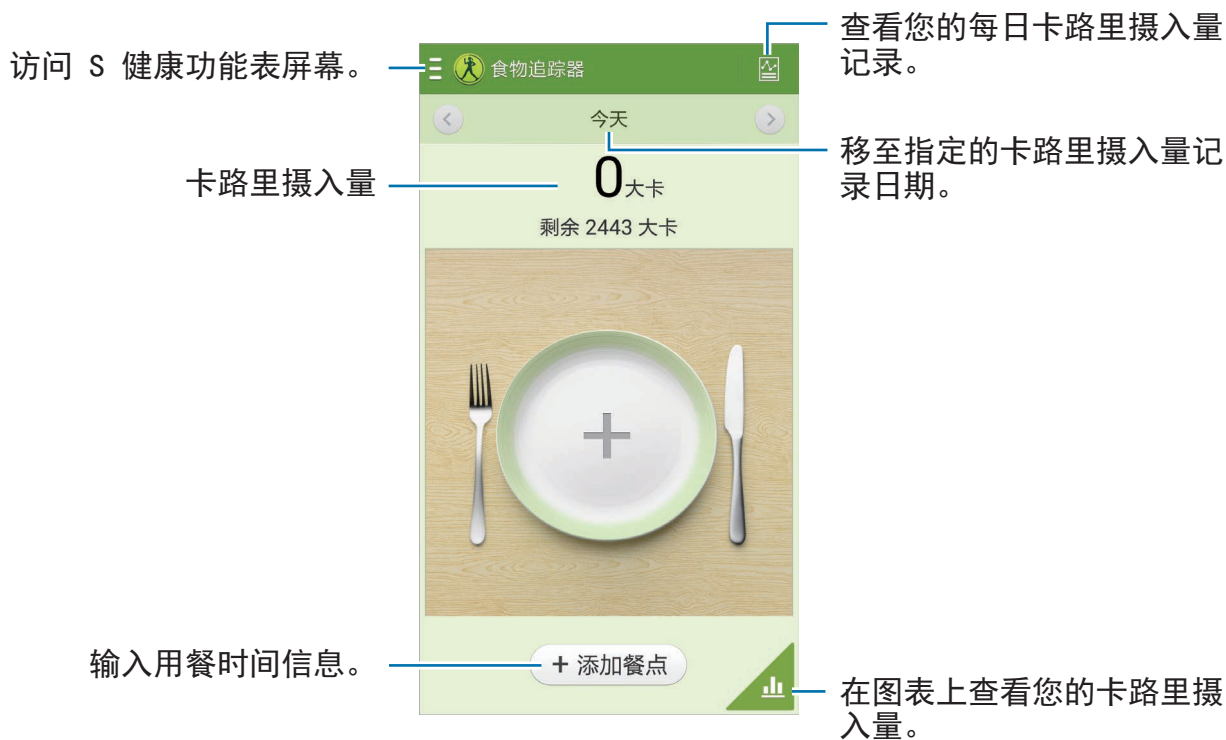 查看您的每日卡路里摄入量
记录。
访问 S 健康功能表屏幕。
食物追踪器
今天
移至指定的卡路里摄入量记
录日期。
卡路里摄入量
0大卡
剩余 2443 大卡
输入用餐时间信息。
+ 添加餐点
在图表上查看您的卡路里摄
入量。